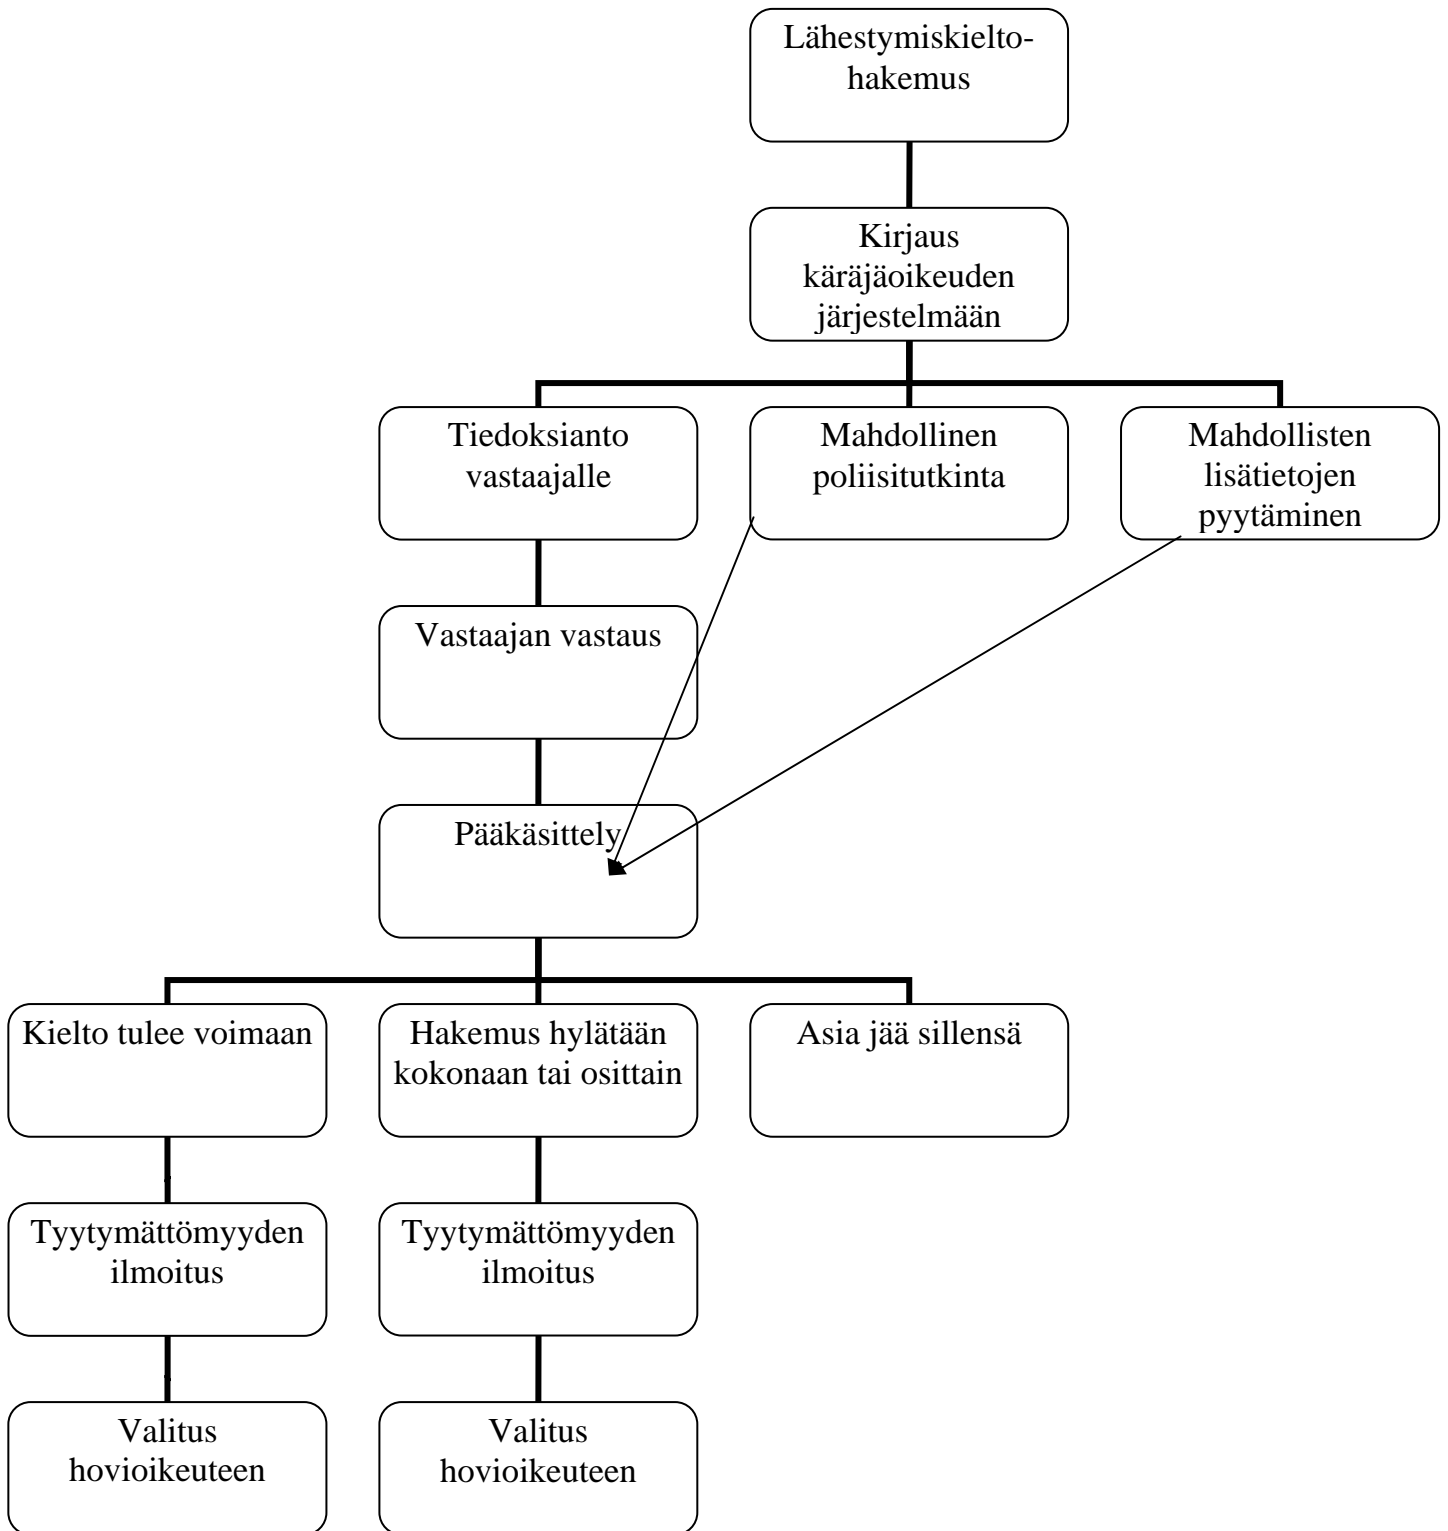 Lähestymiskielto-
hakemus
Kirjaus
käräjäoikeuden
järjestelmään
Tiedoksianto
vastaajalle
Mahdollinen
poliisitutkinta
Mahdollisten
lisätietojen
pyytäminen
Vastaajan vastaus
Pääkäsittely
Kielto tulee voimaan
Hakemus hylätään
kokonaan tai osittain
Asia jää sillensä
Tyytymättömyyden
ilmoitus
Tyytymättömyyden
ilmoitus
Valitus
hovioikeuteen
Valitus
hovioikeuteen